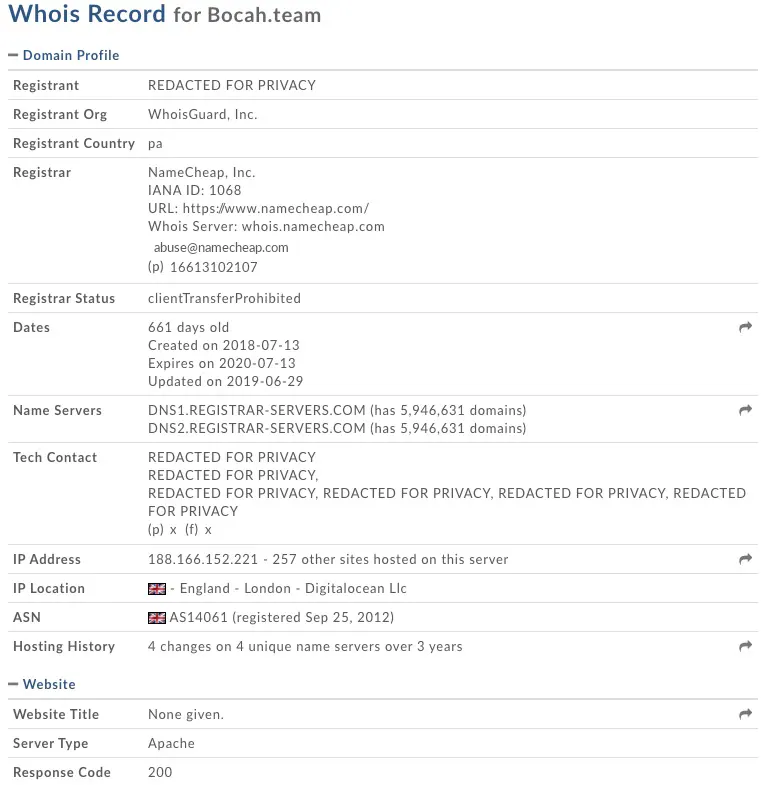 Whois Record for Bocah.team
Domain Profile
Registrant REDACTED FOR PRIVACY
Registrant Org WhoisGuard, Inc.
Registrant Country pa
Registrar NameCheap, Inc.
IANA ID: 1068
URL: https://www.namecheap.com/
Whois Server: whois.namecheap.com
abuse@namecheap.com
(p) 16613102107
Registrar Status clientTransferProhibited
Dates 661 days old
Created on 2018-07-13
Expires on 2020-07-13
Updated on 2019-06-29
Name Servers DNS1.REGISTRAR-SERVERS.COM (has 5,946,631 domains)
DNS2.REGISTRAR-SERVERS.COM (has 5,946,631 domains)
Tech Contact REDACTED FOR PRIVACY
REDACTED FOR PRIVACY,
REDACTED FOR PRIVACY, REDACTED FOR PRIVACY, REDACTED FOR PRIVACY, REDACTED
FOR PRIVACY
(p) x (f) x
IP Address 188.166.152.221 - 257 other sites hosted on this server
IP Location - England - London - Digitalocean Llc
ASN AS14061 (registered Sep 25, 2012)
Hosting History 4 changes on 4 unique name servers over 3 years
Website
Website Title None given.
Server Type Apache
Response Code 200